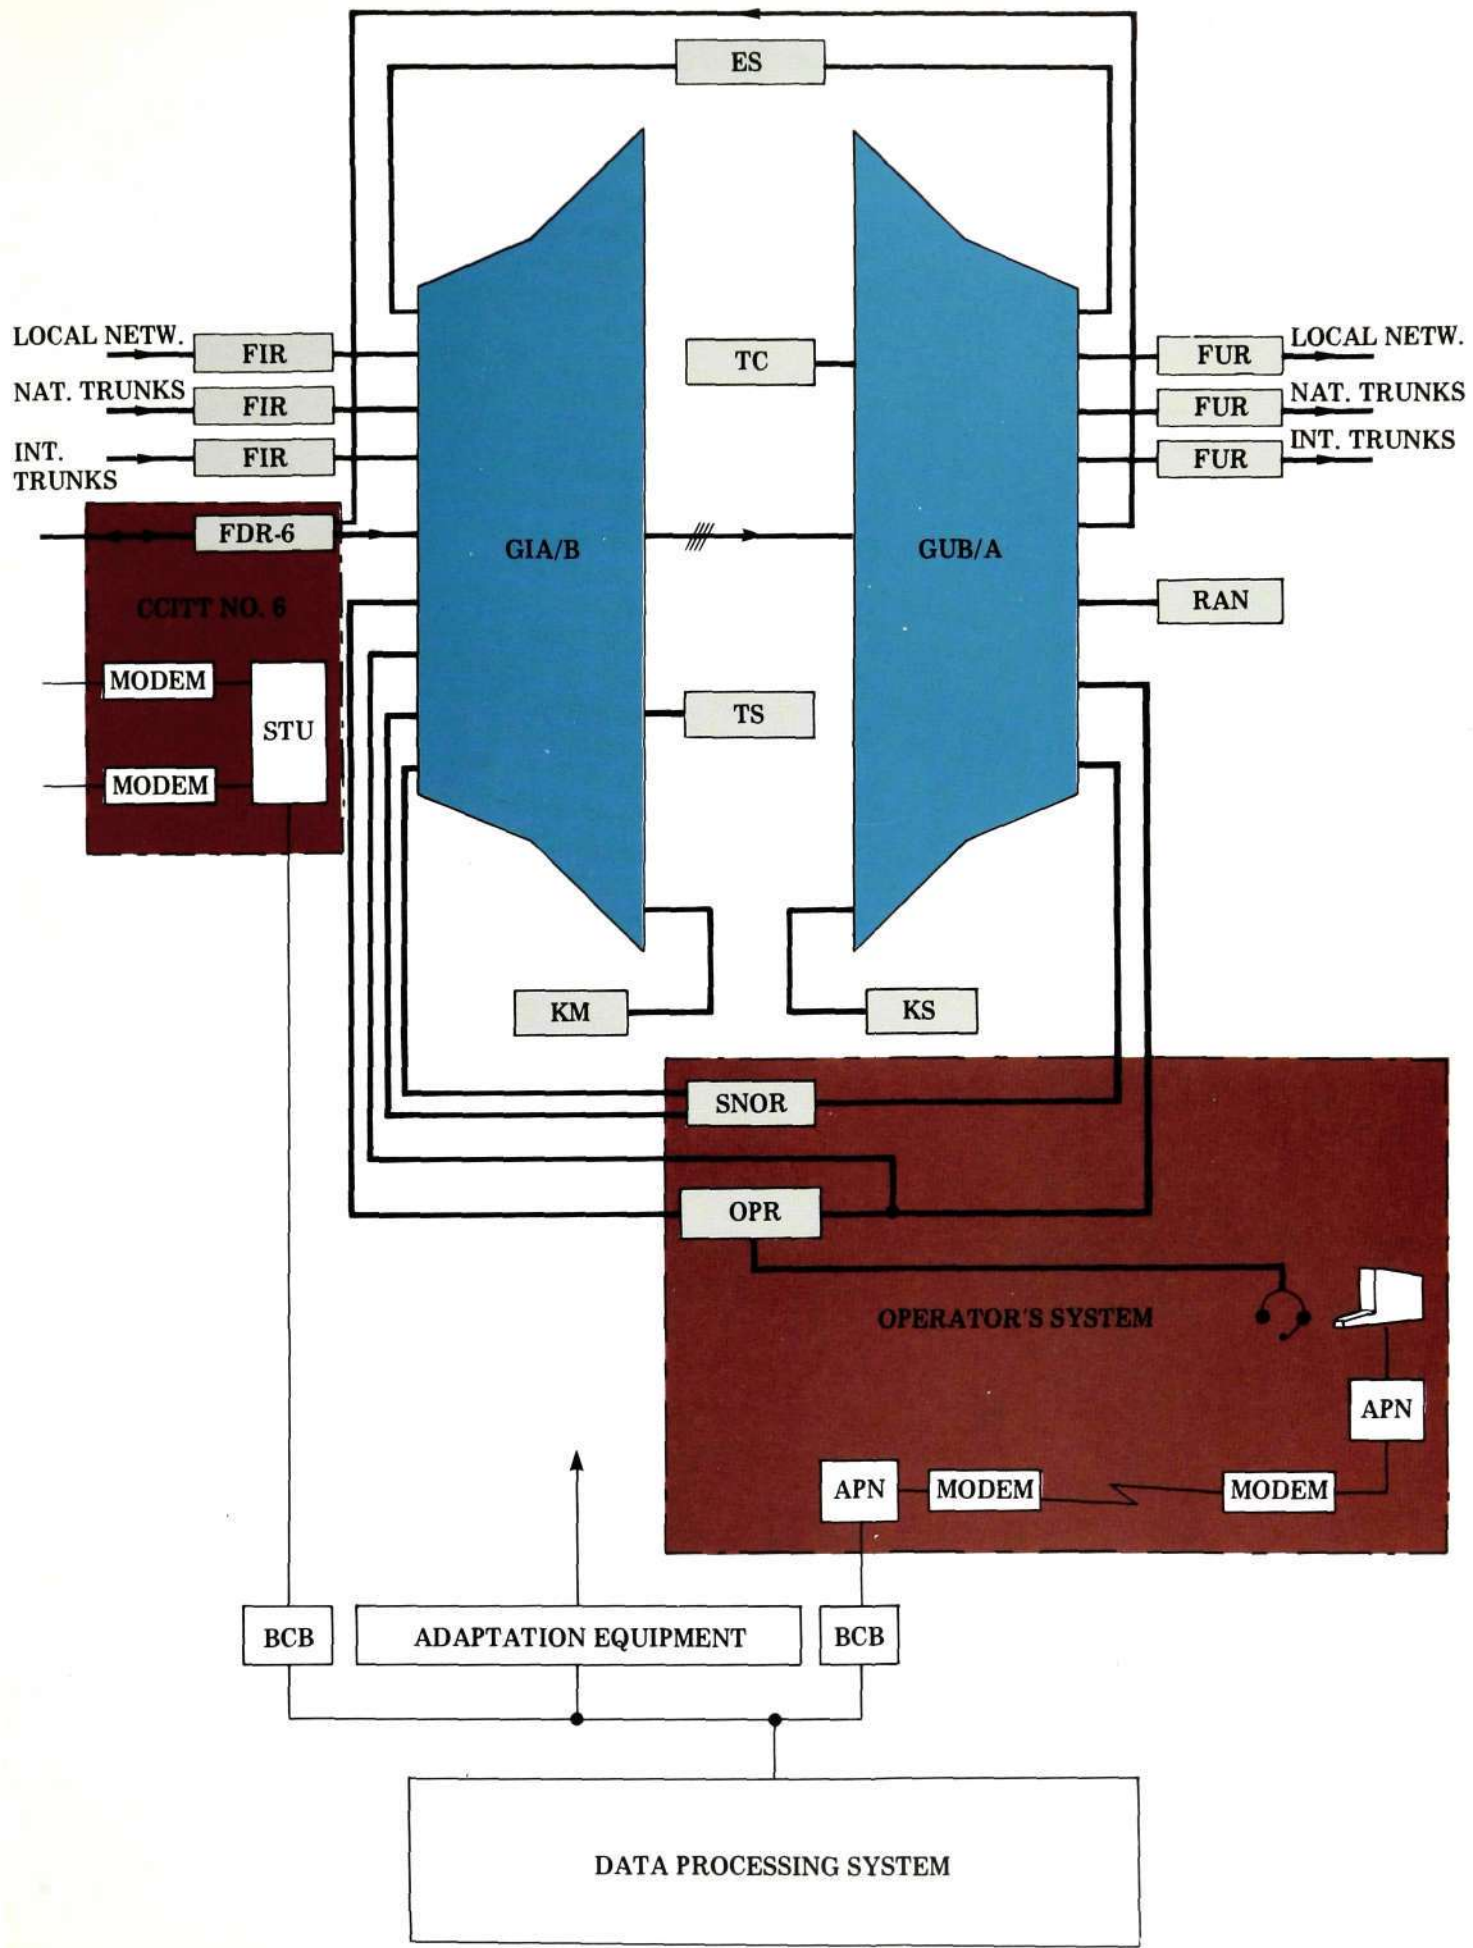 ES
LOCAL NETW.
FIR
TC
FUR
LOCAL NETW.
NAT. TRUNKS
FIR
FUR
NAT. TRUNKS
INT.
TRUNKS
FIR
FUR
INT. TRUNKS
FDR-6
GIA/B
GUB/A
CCITT NO. 6
RAN
MODEM
STU
TS
MODEM
KM
KS
SNOR
OPR
OPERATOR'S SYSTEM
APN
APN
MODEM
MODEM
BCB
ADAPTATION EQUIPMENT
BCB
DATA PROCESSING SYSTEM